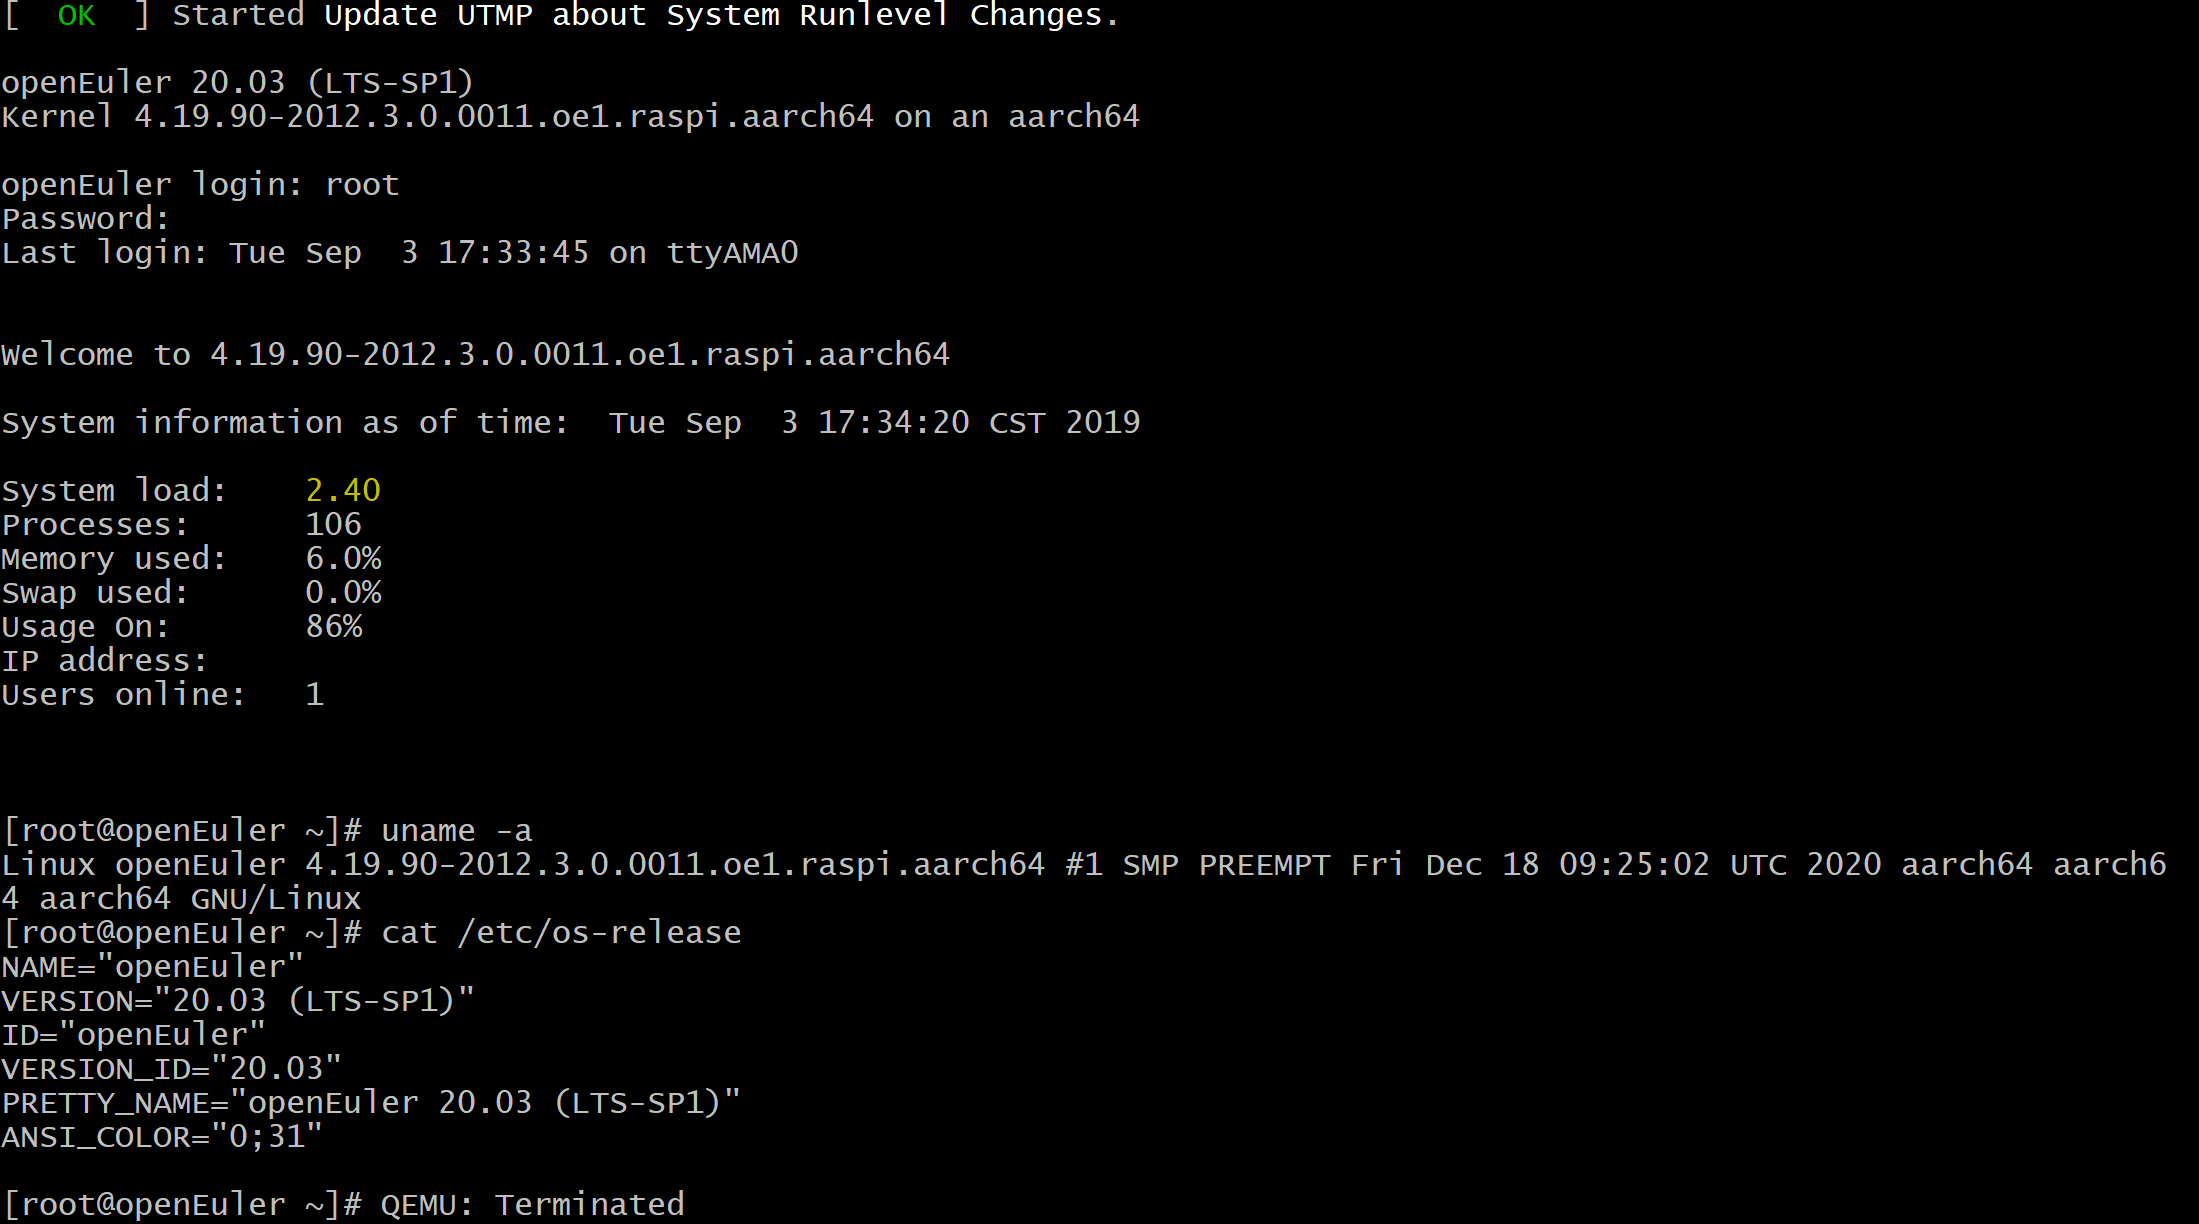 [  OK  ] Started Update UTMP about System Runlevel Changes.
openEuler 20.03 (LTS-SP1)
Kernel 4.19.90-2012.3.0.0011.oe1.raspi.aarch64 on an aarch64
openEuler login: root
Password:
Last login: Tue Sep  3 17:33:45 on ttyAMA0
Welcome to 4.19.90-2012.3.0.0011.oe1.raspi.aarch64
System information as of time:  Tue Sep  3 17:34:20 CST 2019
System load:    2.40
Processes:      106
Memory used:    6.0%
Swap used:      0.0%
Usage On:       86%
IP address:
Users online:   1
[root@openEuler ~]# uname -a
Linux openEuler 4.19.90-2012.3.0.0011.oe1.raspi.aarch64 #1 SMP PREEMPT Fri Dec 18 09:25:02 UTC 2020 aarch64 aarch6
4 aarch64 GNU/Linux
[root@openEuler ~]# cat /etc/os-release
NAME="openEuler"
VERSION="20.03 (LTS-SP1)"
ID="openEuler"
VERSION_ID="20.03"
PRETTY_NAME="openEuler 20.03 (LTS-SP1)"
ANSI_COLOR="0;31"
[root@openEuler ~]# QEMU: Terminated